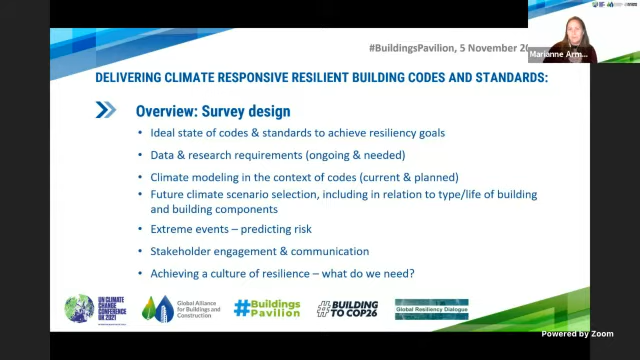 #BuildingsPavilion, 5 November 20
Marianne Arm...
DELIVERING CLIMATE RESPONSIVE RESILIENT BUILDING CODES AND STANDARDS:
Overview: Survey design
• Ideal state of codes & standards to achieve resiliency goals
• Data & research requirements (ongoing & needed)
• Climate modeling in the context of codes (current & planned)
• Future climate scenario selection, including in relation to type/life of building
and building components
• Extreme events – predicting risk
• Stakeholder engagement & communication
• Achieving a culture of resilience – what do we need?
UN CLIMATE
CHANGE
CONFERENCE
UK 2021
Global Alliance
for Buildings and
Construction
#Buildings
Pavilion
#BUILDING
TO COP26
Global Resiliency Dialogue
Powered by Zoom